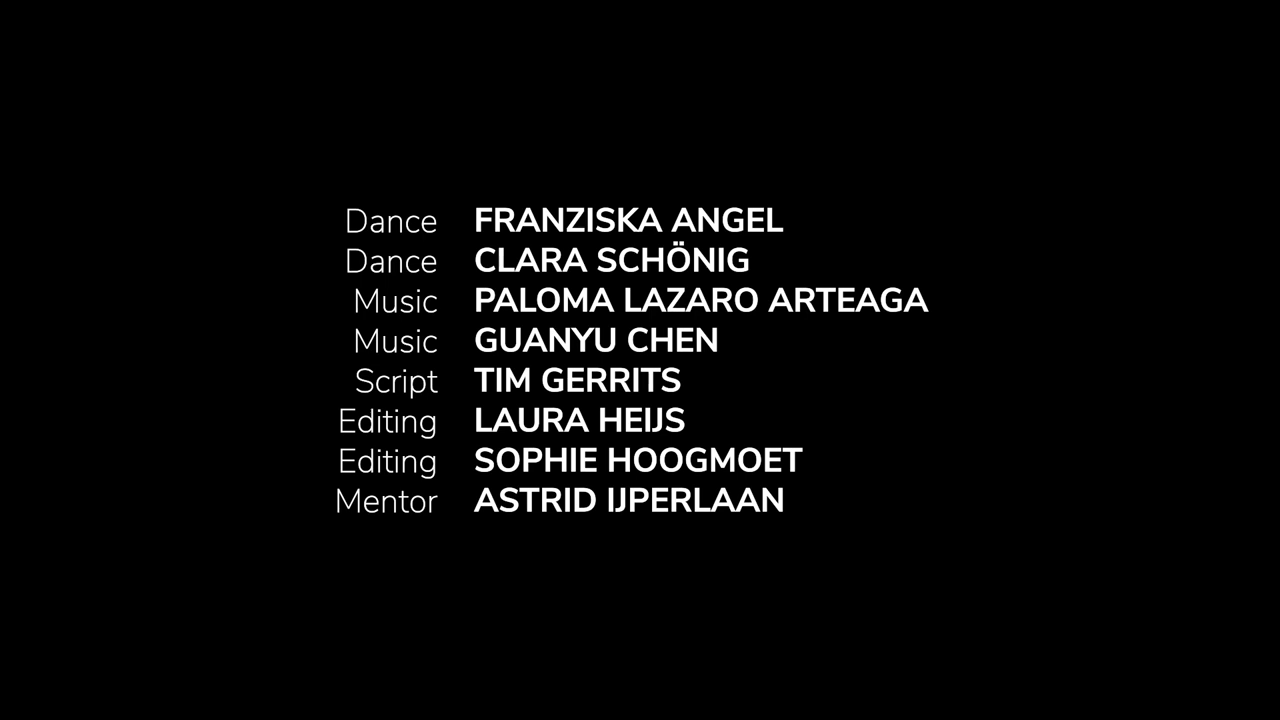 Dance FRANZISKA ANGEL
Dance CLARA SCHÖNIG
Music PALOMA LAZARO ARTEAGA
Music GUANYU CHEN
Script TIM GERRITS
Editing LAURA HEIJS
Editing SOPHIE HOOGMOET
Mentor ASTRID IJPERLAAN